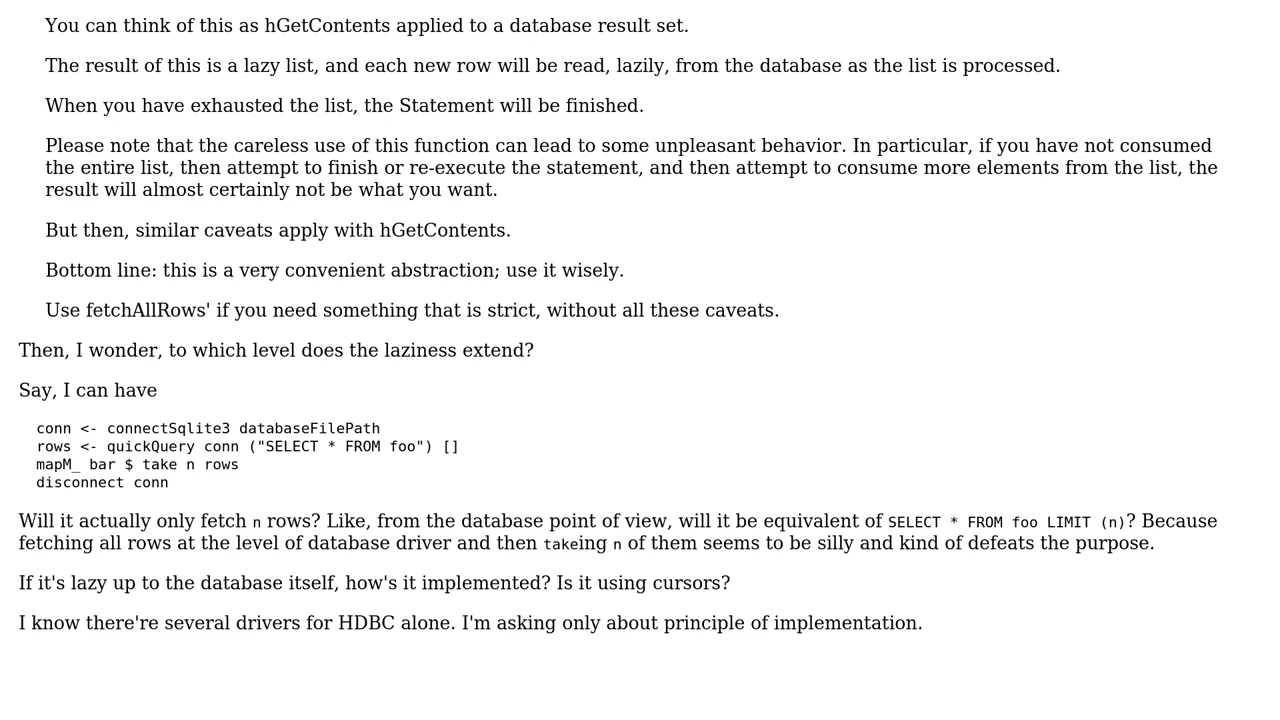 You can think of this as hGetContents applied to a database result set.
The result of this is a lazy list, and each new row will be read, lazily, from the database as the list is processed.
When you have exhausted the list, the Statement will be finished.
Please note that the careless use of this function can lead to some unpleasant behavior. In particular, if you have not consumed
the entire list, then attempt to finish or re-execute the statement, and then attempt to consume more elements from the list, the
result will almost certainly not be what you want.
But then, similar caveats apply with hGetContents.
Bottom line: this is a very convenient abstraction; use it wisely.
Use fetchAllRows' if you need something that is strict, without all these caveats.
Then, I wonder, to which level does the laziness extend?
Say, I can have
conn <- connectSqlite3 databaseFilePath
rows <- quickQuery conn ("SELECT * FROM foo") []
mapM_ bar $ take n rows
disconnect conn
Will it actually only fetch n rows? Like, from the database point of view, will it be equivalent of SELECT * FROM foo LIMIT (n)? Because
fetching all rows at the level of database driver and then takeing n of them seems to be silly and kind of defeats the purpose.
If it's lazy up to the database itself, how's it implemented? Is it using cursors?
I know there're several drivers for HDBC alone. I'm asking only about principle of implementation.